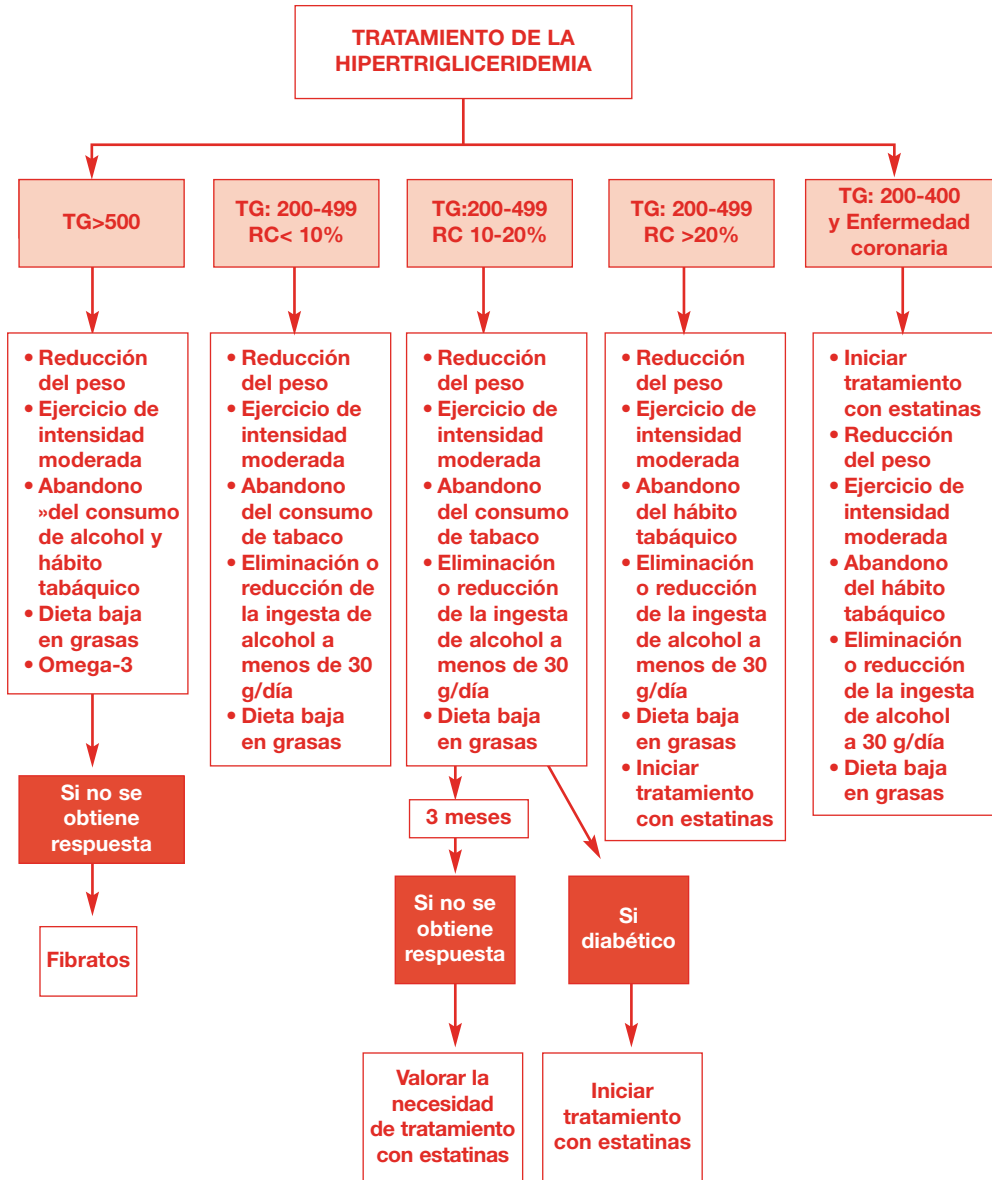 TRATAMIENTO DE LA
HIPERTRIGLICERIDEMIA
TG>500
TG: 200-499
RC< 10%
TG:200-499
RC 10-20%
TG: 200-499
RC >20%
TG: 200-400
y Enfermedad
coronaria
• Reducción
del peso
• Ejercicio de
intensidad
moderada
• Abandono
»del consumo
de alcohol y
hábito
tabáquico
• Dieta baja
en grasas
• Omega-3
• Reducción
del peso
• Ejercicio de
intensidad
moderada
• Abandono del
consumo
de tabaco
• Eliminación o
reducción de
la ingesta de
alcohol a
menos de 30
g/día
• Dieta baja
en grasas
• Reducción
del peso
• Ejercicio de
intensidad
moderada
• Abandono del
consumo
de tabaco
• Eliminación
o reducción
de la ingesta
de alcohol a
menos de 30
g/día
• Dieta baja
en grasas
• Reducción
del peso
• Ejercicio de
intensidad
moderada
• Abandono
del hábito
tabáquico
• Eliminación
o reducción
de la ingesta
de alcohol a
menos de 30
g/día
• Dieta baja
en grasas
• Iniciar
tratamiento
con estatinas
• Iniciar
tratamiento
con estatinas
• Reducción
del peso
• Ejercicio de
intensidad
moderada
• Abandono
del hábito
tabáquico
• Eliminación
o reducción
de la ingesta
de alcohol
a 30 g/día
• Dieta baja
en grasas
Si no se
obtiene
respuesta
Fibratos
3 meses
Si no se
obtiene
respuesta
Si
diabético
Valorar la
necesidad
de tratamiento
con estatinas
Iniciar
tratamiento
con estatinas